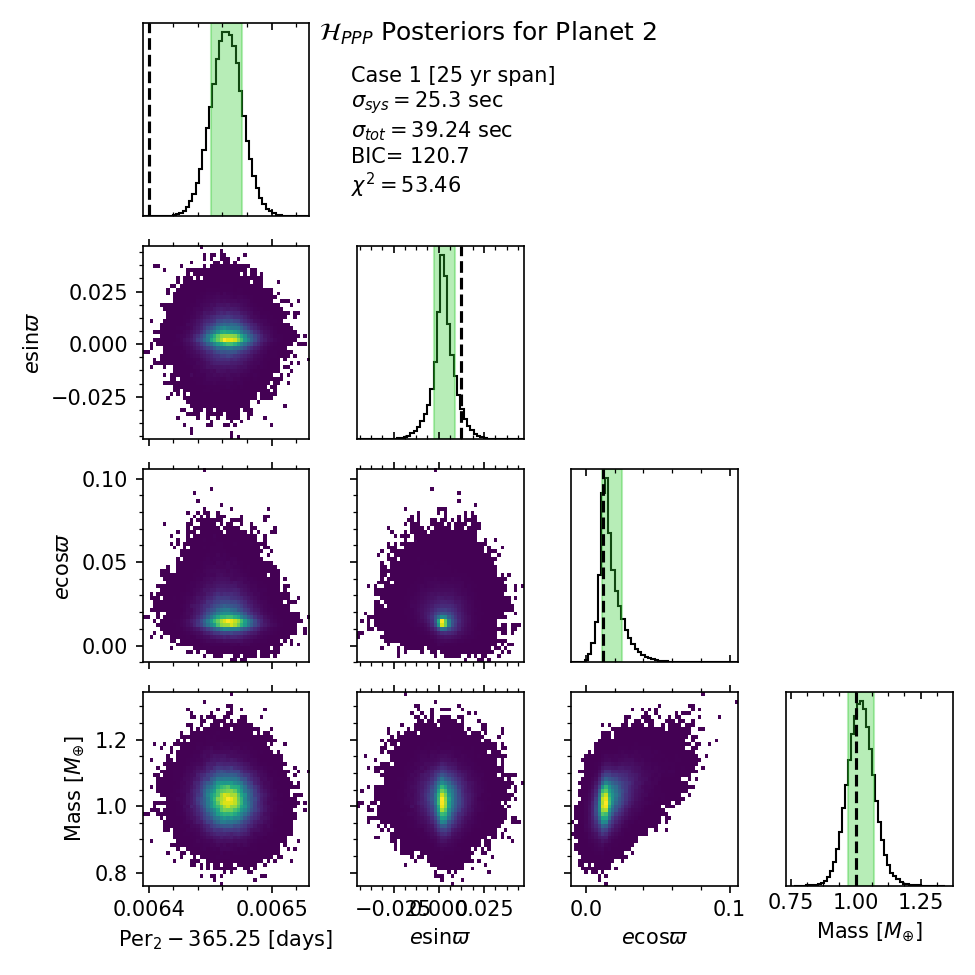 𝓗_PPP Posteriors for Planet 2
Case 1 [25 yr span]
σ_sys = 25.3 sec
σ_tot = 39.24 sec
BIC= 120.7
χ² = 53.46
0.025
0.000
−0.025
esinϖ
0.10
0.05
0.00
ecosϖ
1.2
1.0
0.8
Mass [M⊕]
0.0064 0.0065
Per₂ − 365.25 [days]
−0.025 0.000 0.025
esinϖ
0.0 0.1
ecosϖ
0.75 1.00 1.25
Mass [M⊕]